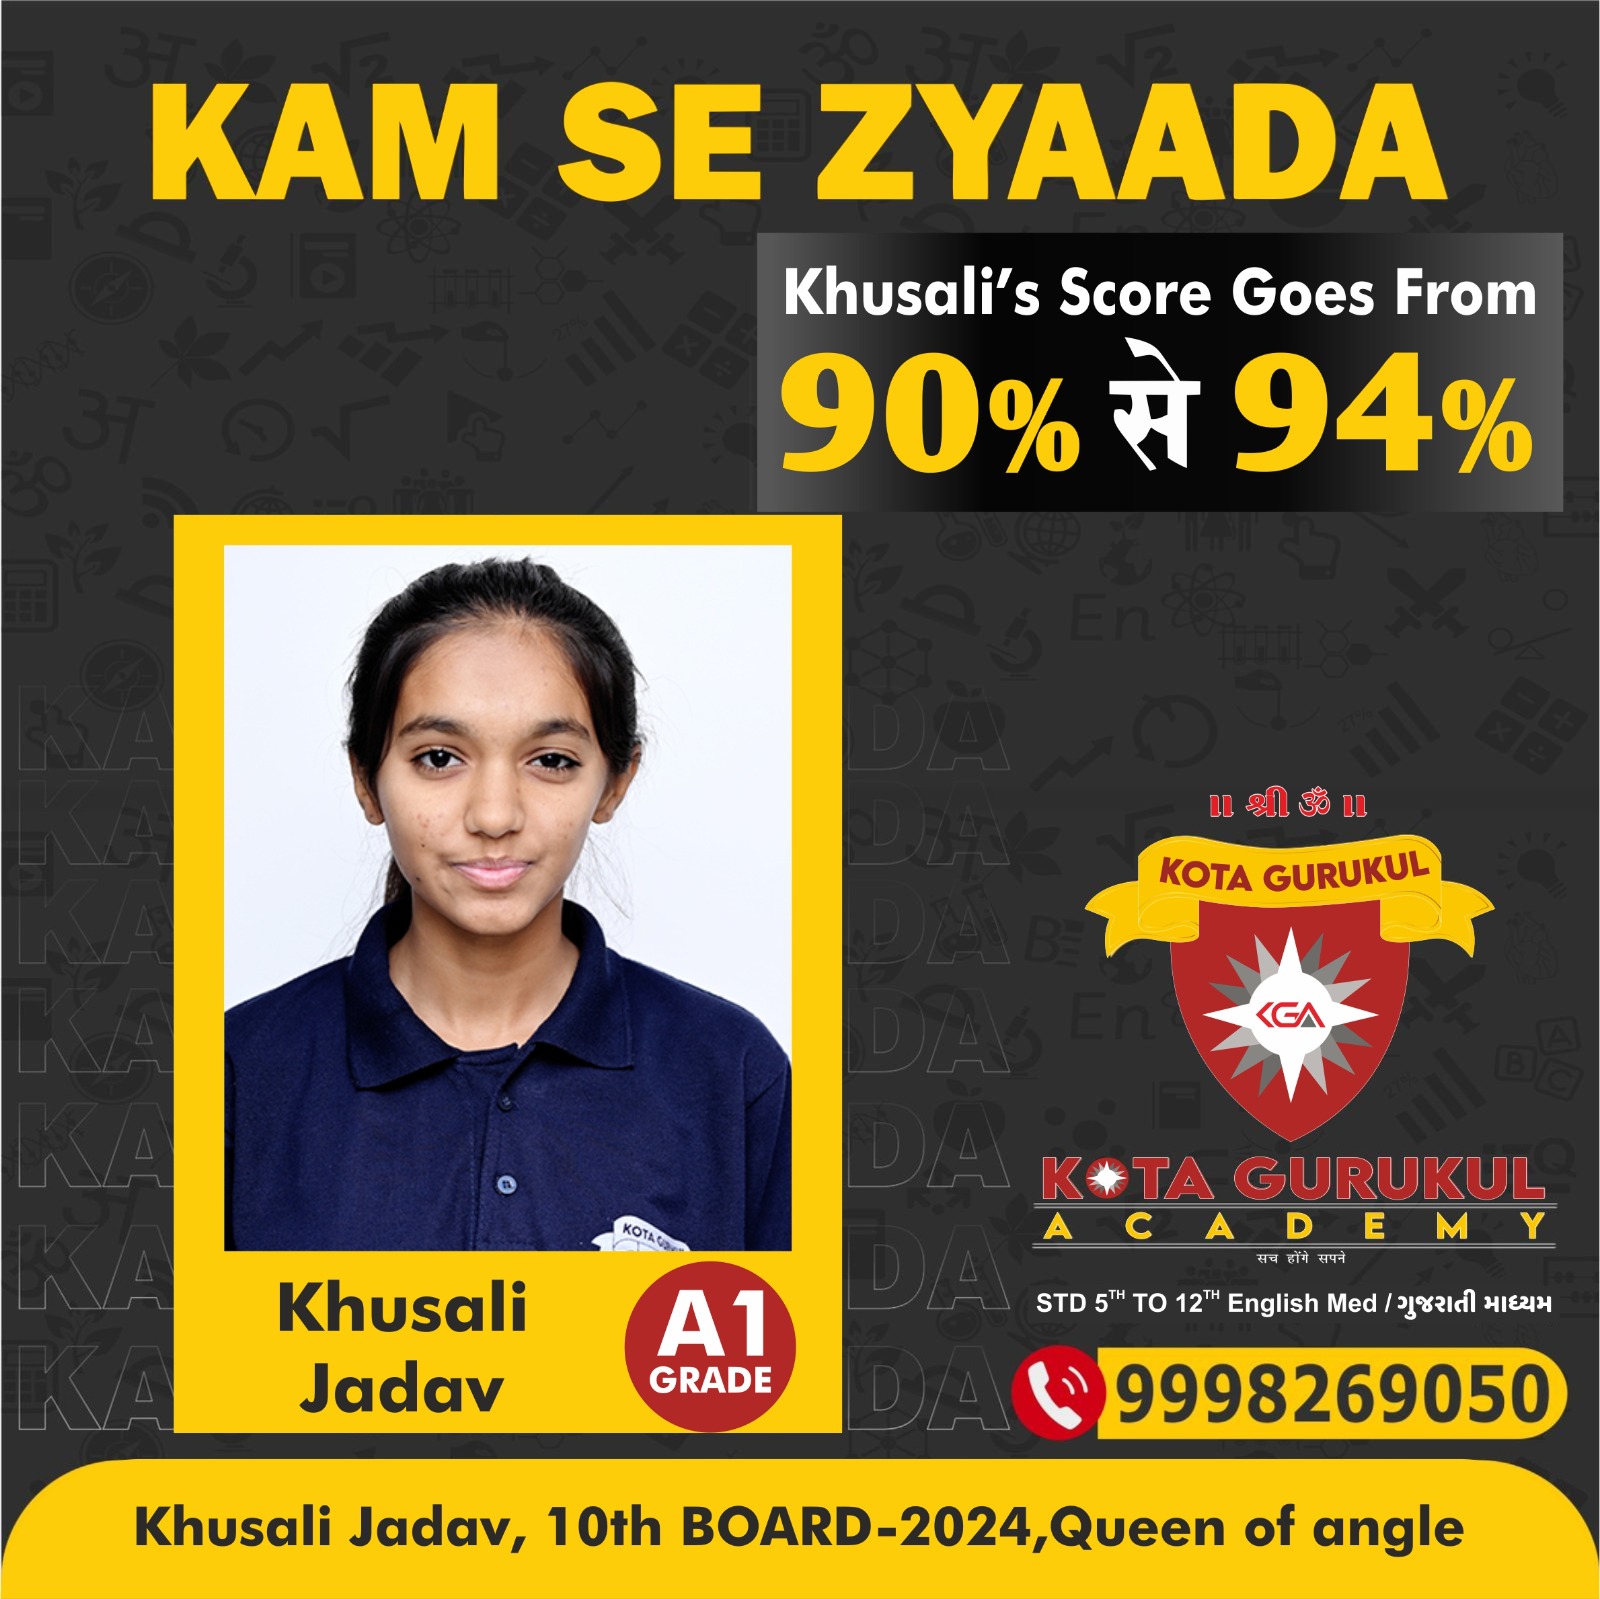 KAM SE ZYAADA
Khusali's Score Goes From
90% से 94%
॥ श्री ॐ ॥
KOTA GURUKUL
KGA
KOTA GURUKUL
ACADEMY
सच होंगे सपने
STD 5TH TO 12TH English Med / ગુજરાતી માધ્યમ
9998269050
KOTA GURUKUL
Khusali
Jadav
A1
GRADE
Khusali Jadav, 10th BOARD-2024,Queen of angle